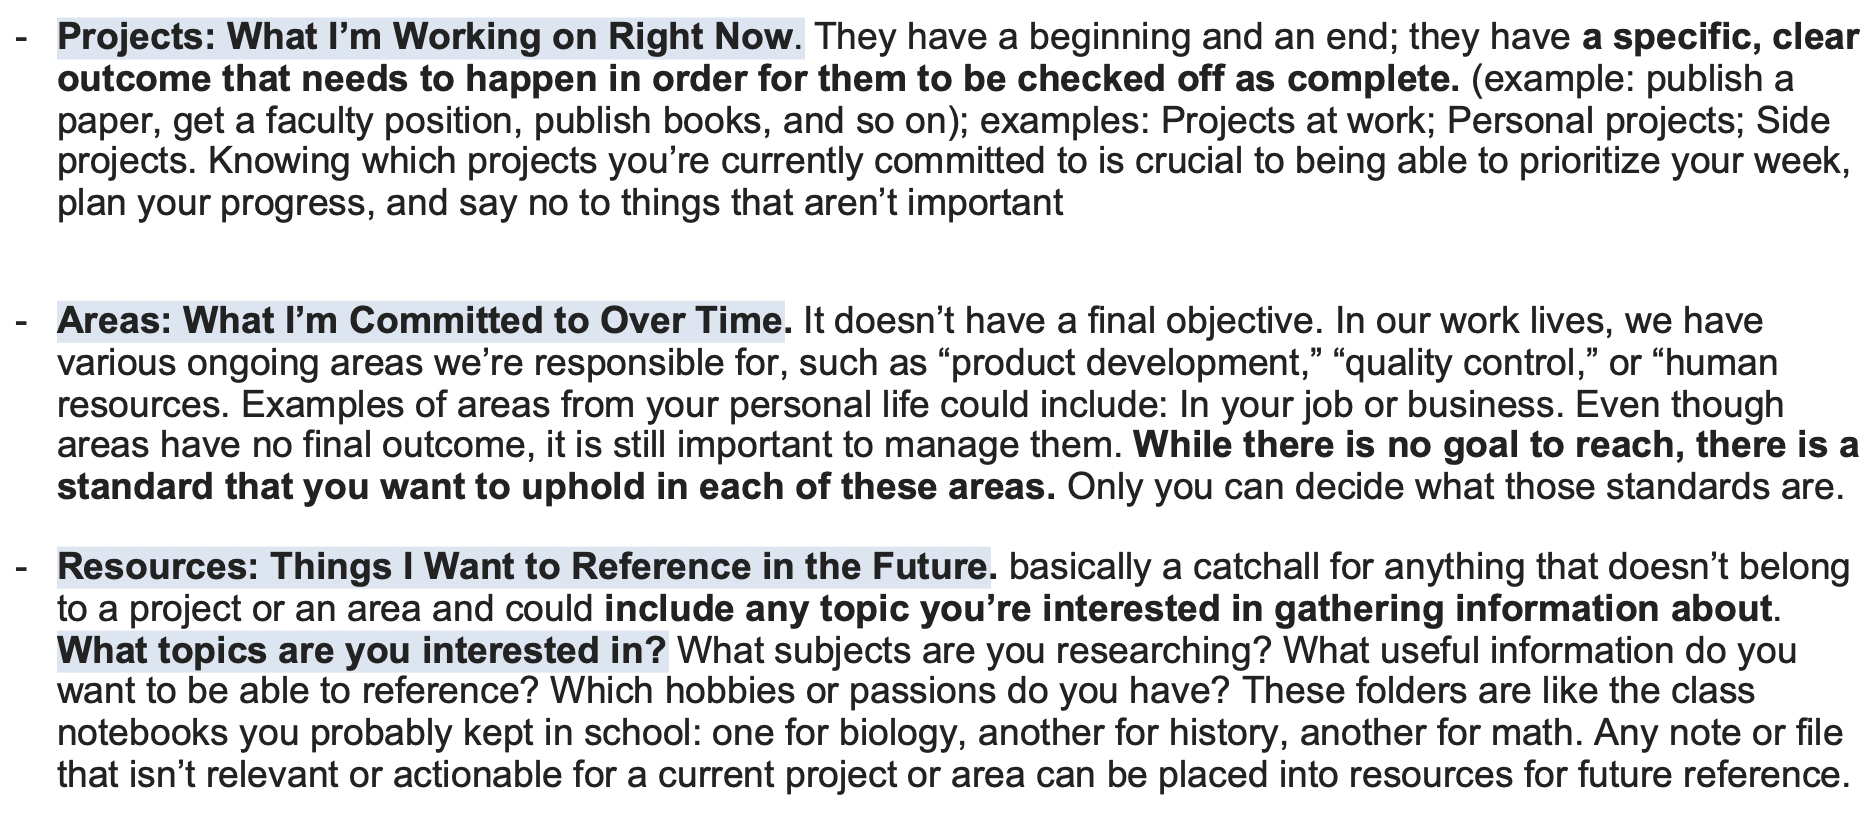 - Projects: What I’m Working on Right Now. They have a beginning and an end; they have a specific, clear
outcome that needs to happen in order for them to be checked off as complete. (example: publish a
paper, get a faculty position, publish books, and so on); examples: Projects at work; Personal projects; Side
projects. Knowing which projects you’re currently committed to is crucial to being able to prioritize your week,
plan your progress, and say no to things that aren’t important
- Areas: What I’m Committed to Over Time. It doesn’t have a final objective. In our work lives, we have
various ongoing areas we’re responsible for, such as “product development,” “quality control,” or “human
resources. Examples of areas from your personal life could include: In your job or business. Even though
areas have no final outcome, it is still important to manage them. While there is no goal to reach, there is a
standard that you want to uphold in each of these areas. Only you can decide what those standards are.
- Resources: Things I Want to Reference in the Future. basically a catchall for anything that doesn’t belong
to a project or an area and could include any topic you’re interested in gathering information about.
What topics are you interested in? What subjects are you researching? What useful information do you
want to be able to reference? Which hobbies or passions do you have? These folders are like the class
notebooks you probably kept in school: one for biology, another for history, another for math. Any note or file
that isn’t relevant or actionable for a current project or area can be placed into resources for future reference.